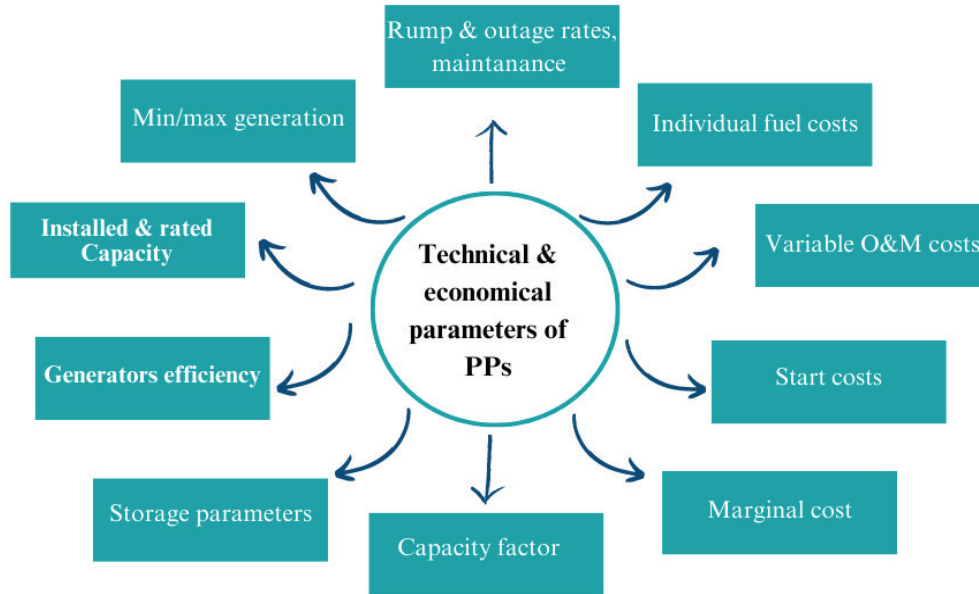 Rump & outage rates,
maintanance
Min/max generation
Individual fuel costs
Installed & rated
Capacity
Technical &
economical
parameters of
PPs
Variable O&M costs
Generators efficiency
Start costs
Storage parameters
Capacity factor
Marginal cost